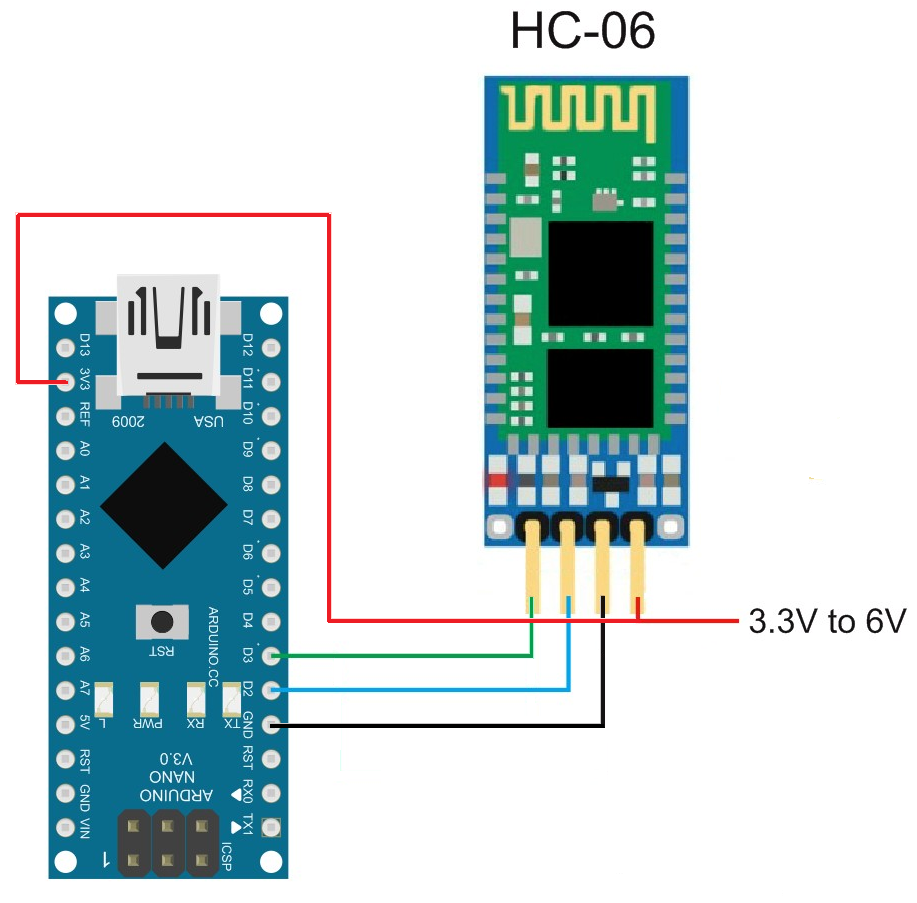 HC-06
D13
3V3
REF
A0
A1
A2
A3
A4
A5
A6
A7
5V
RST
GND
VIN
D12
D11
D10
D9
D8
D7
D6
D5
D4
D3
D2
GND
RST
RX0
TX1
2009
USA
RST
ARDUINO.CC
L
PWR
RX
TX
V3.0
NANO
ARDUINO
ICSP
1
3.3V to 6V